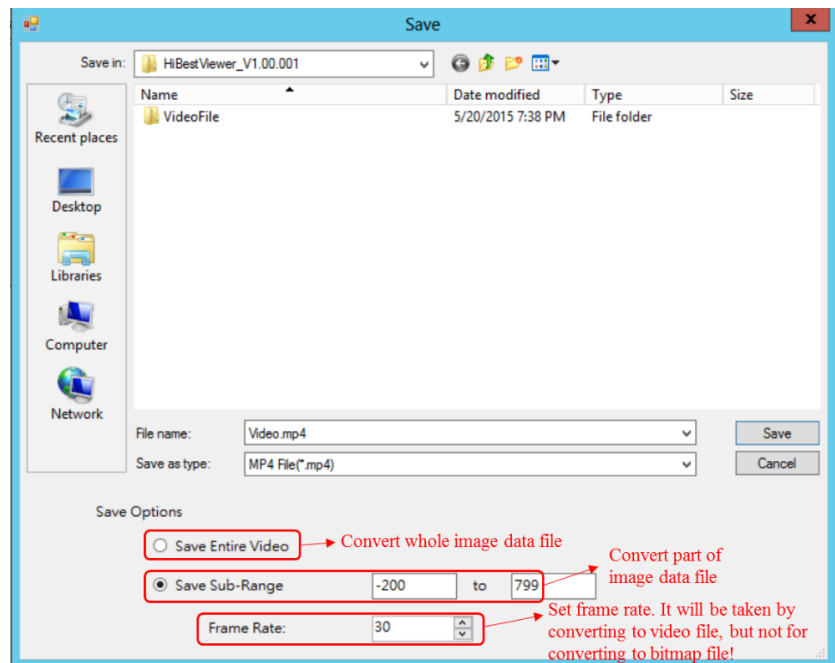 Save
x
Save in: HiBestViewer_V1.00.001
Name Date modified Type Size
VideoFile 5/20/2015 7:38 PM File folder
Recent places
Desktop
Libraries
Computer
Network
File name: Video.mp4 Save
Save as type: MP4 File(*.mp4) Cancel
Save Options
Save Entire Video Convert whole image data file
Convert part of
image data file
Save Sub-Range -200 to 799
Frame Rate: 30
Set frame rate. It will be taken by
converting to video file, but not for
converting to bitmap file!